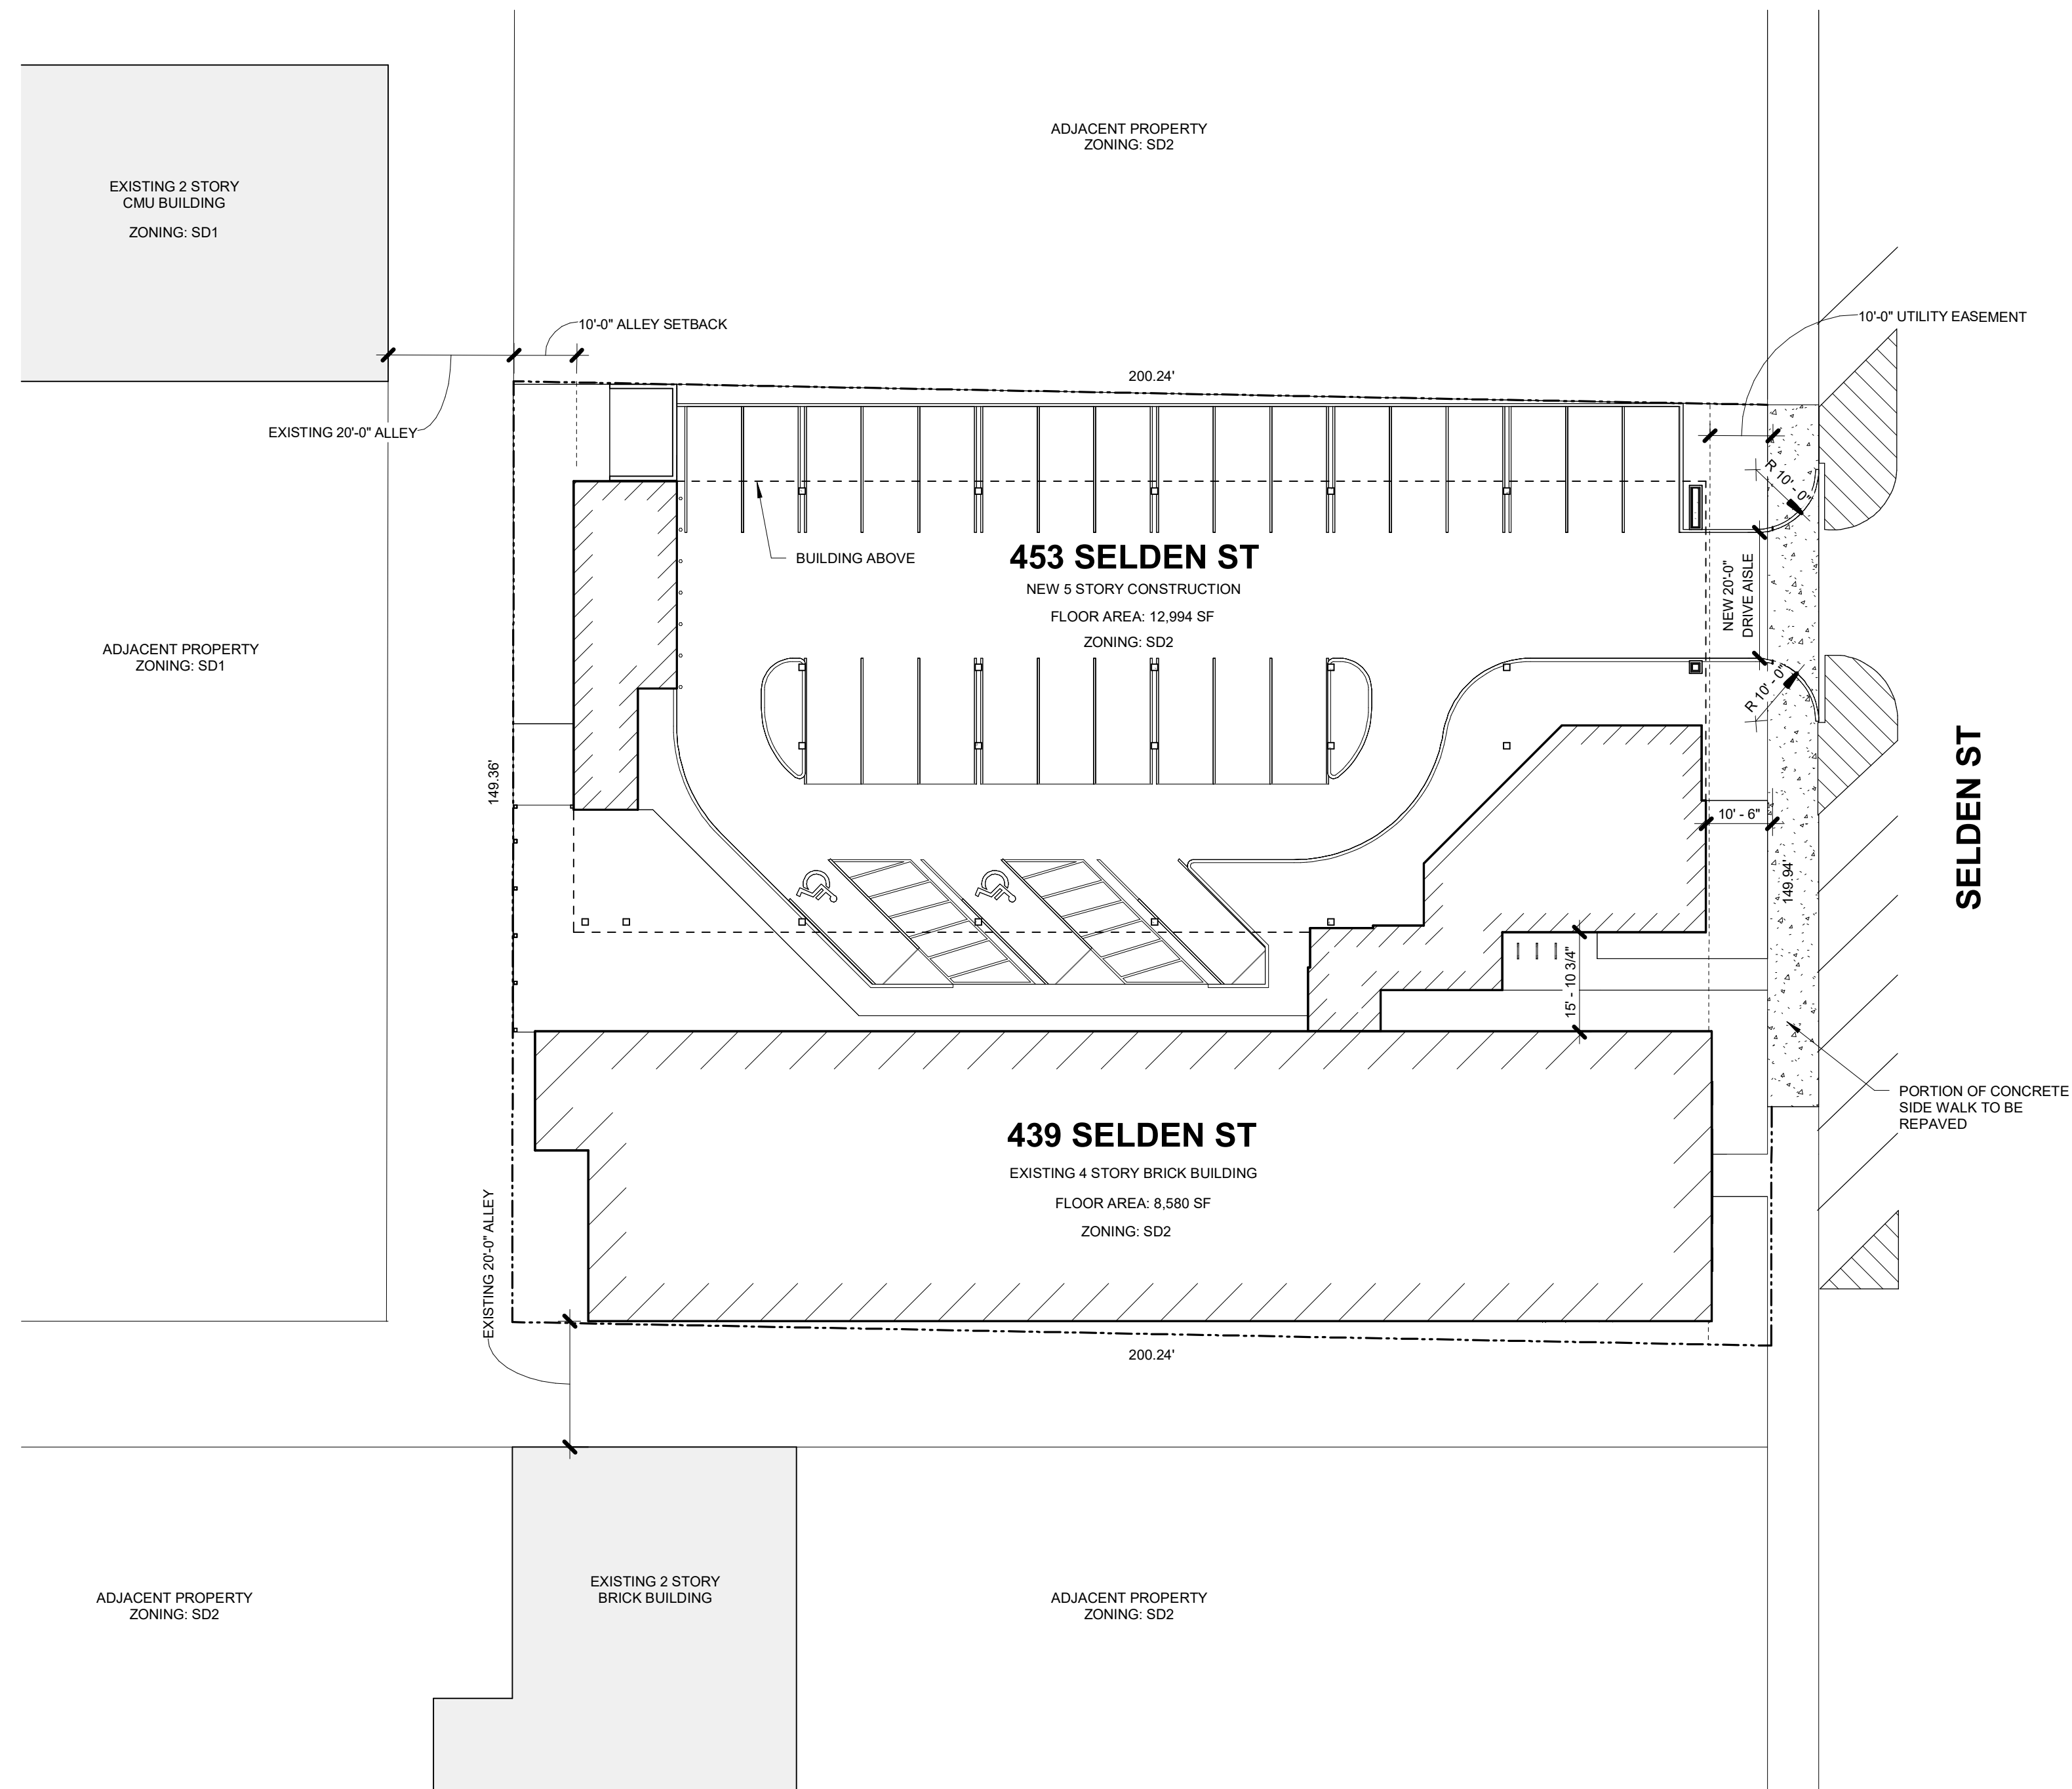 ADJACENT PROPERTY
ZONING: SD2
EXISTING 2 STORY
CMU BUILDING
ZONING: SD1
10'-0" ALLEY SETBACK
10'-0" UTILITY EASEMENT
200.24'
EXISTING 20'-0" ALLEY
R 10' - 0"
BUILDING ABOVE
453 SELDEN ST
NEW 5 STORY CONSTRUCTION
FLOOR AREA: 12,994 SF
ZONING: SD2
NEW 20'-0"
DRIVE AISLE
ADJACENT PROPERTY
ZONING: SD1
R 10' - 0"
149.36'
SELDEN ST
10' - 6"
149.94'
15' - 10 3/4"
PORTION OF CONCRETE
SIDE WALK TO BE
REPAVED
439 SELDEN ST
EXISTING 4 STORY BRICK BUILDING
FLOOR AREA: 8,580 SF
ZONING: SD2
EXISTING 20'-0" ALLEY
200.24'
ADJACENT PROPERTY
ZONING: SD2
EXISTING 2 STORY
BRICK BUILDING
ADJACENT PROPERTY
ZONING: SD2